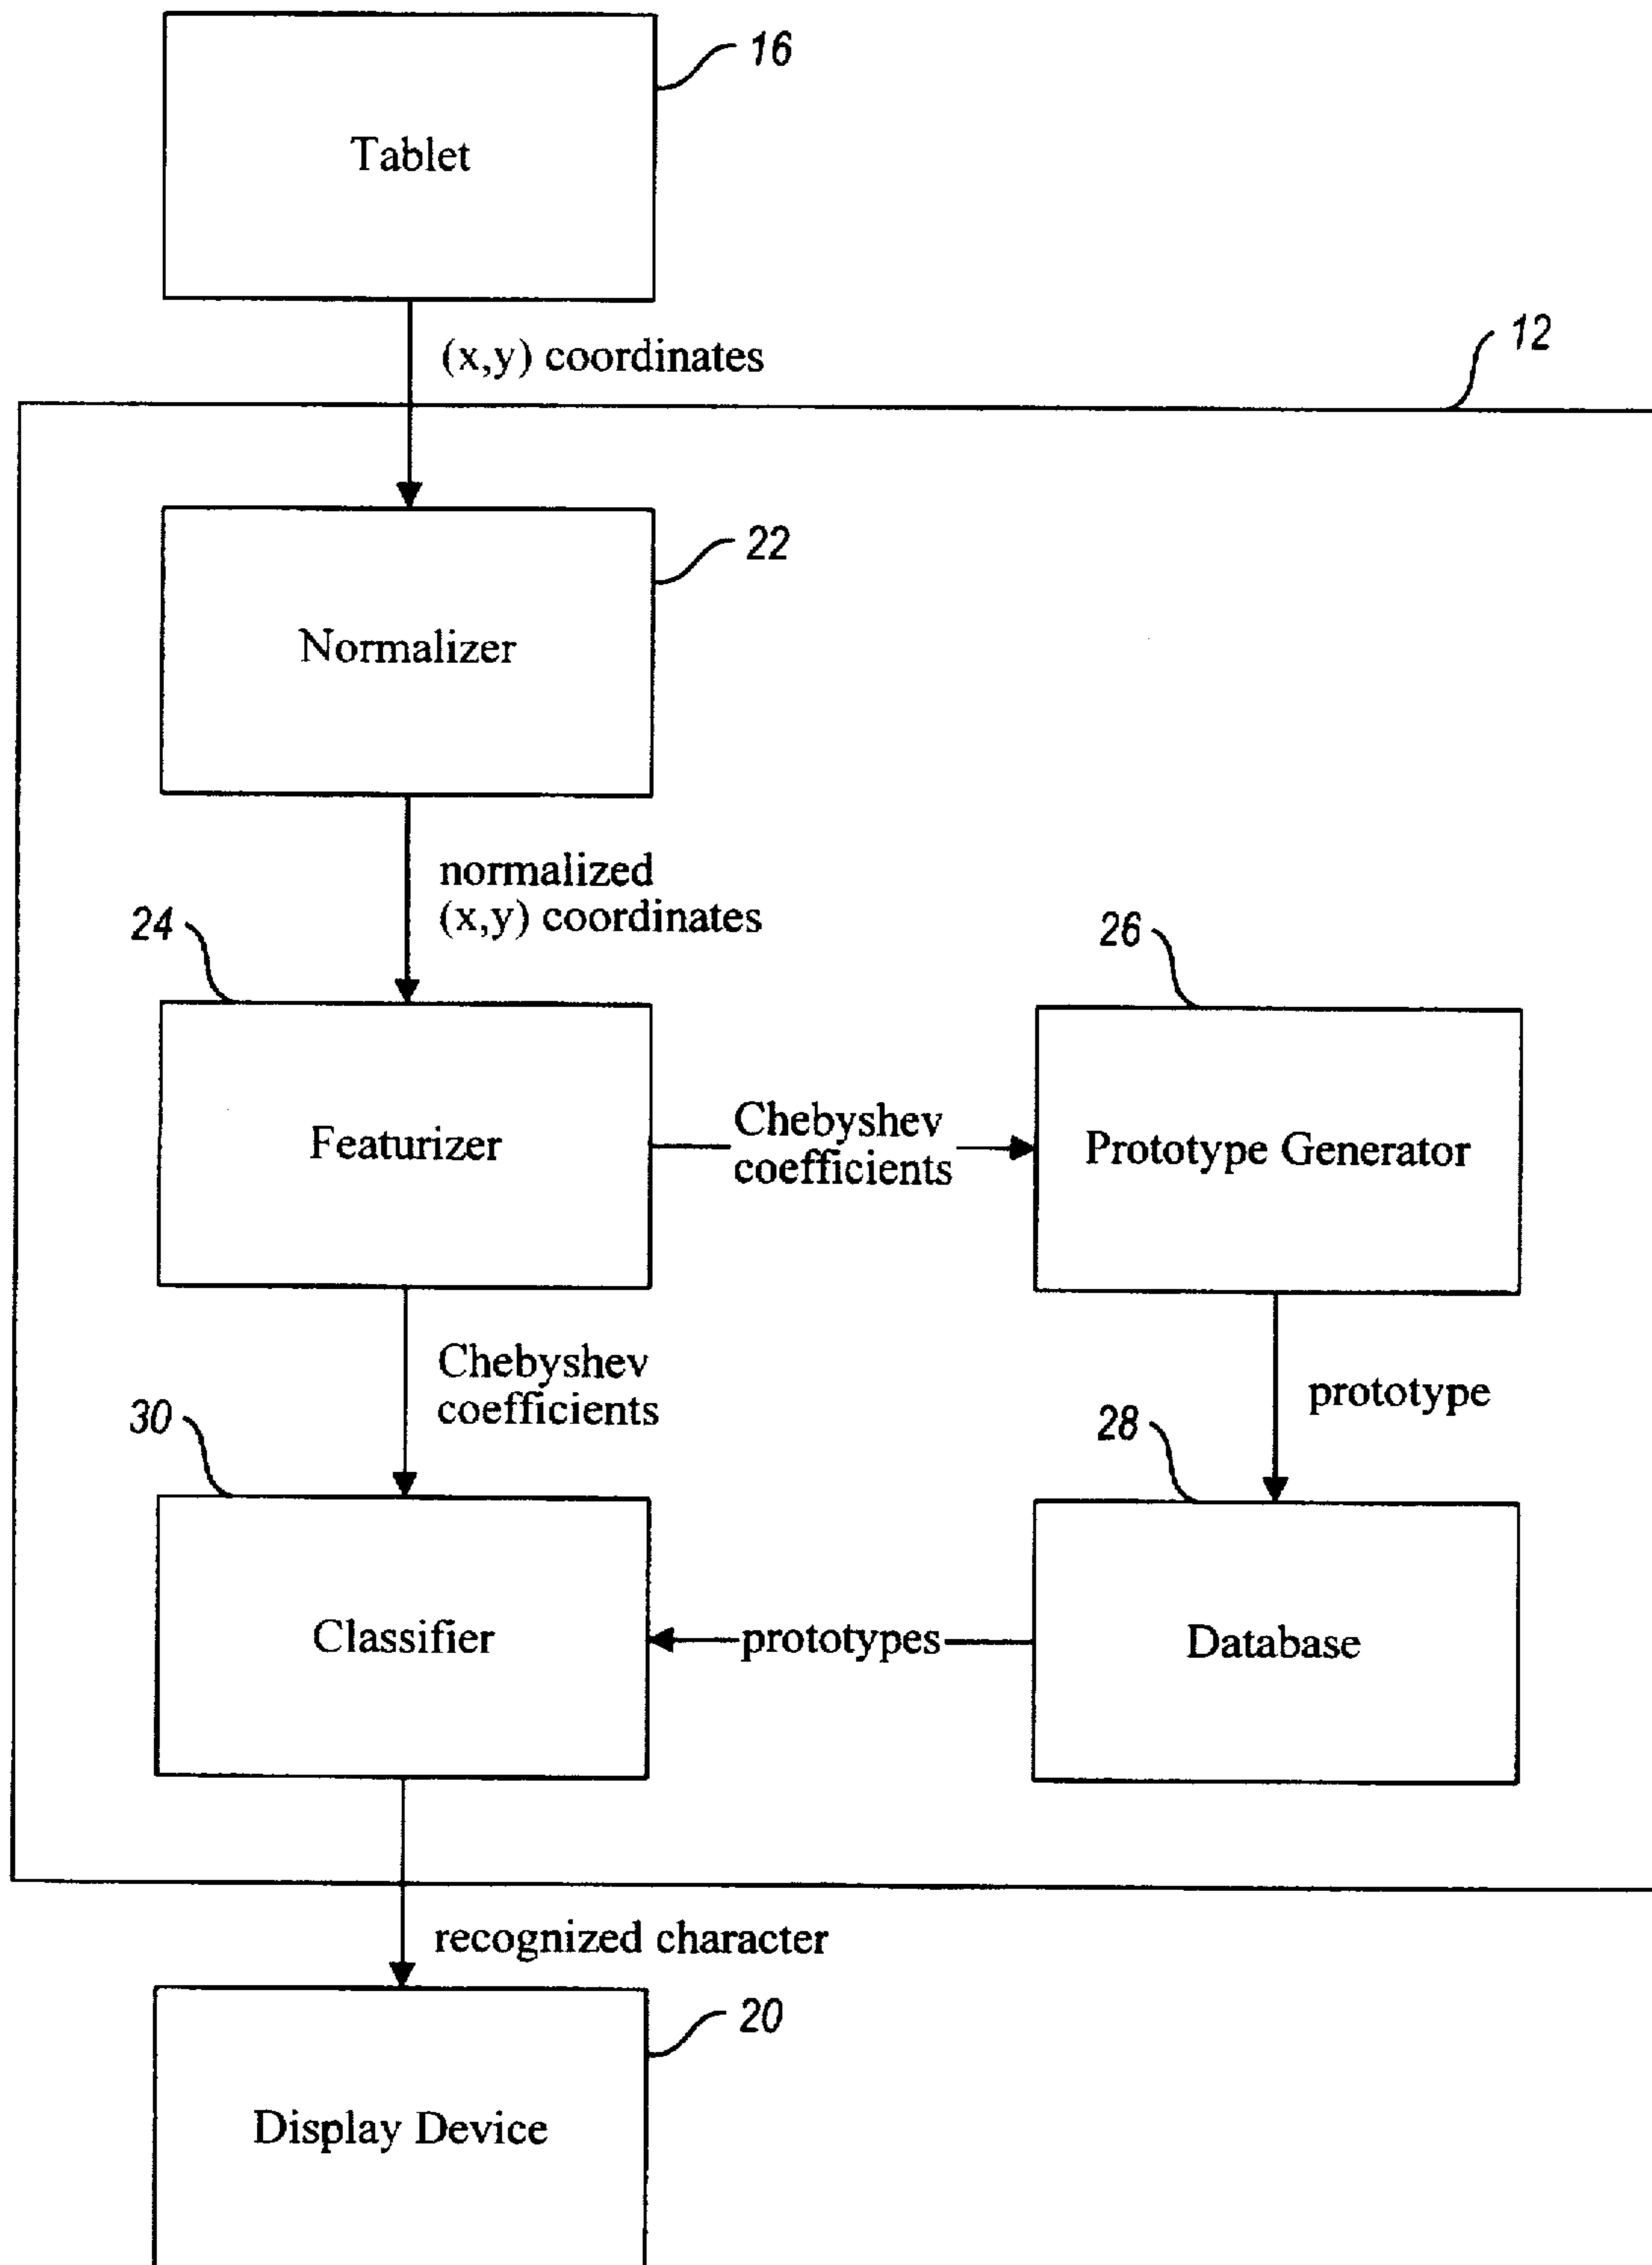 16
Tablet
(x,y) coordinates
12
22
Normalizer
normalized
(x,y) coordinates
24
26
Featurizer
Chebyshev
coefficients
Prototype Generator
Chebyshev
coefficients
prototype
30
28
Classifier
prototypes
Database
recognized character
20
Display Device